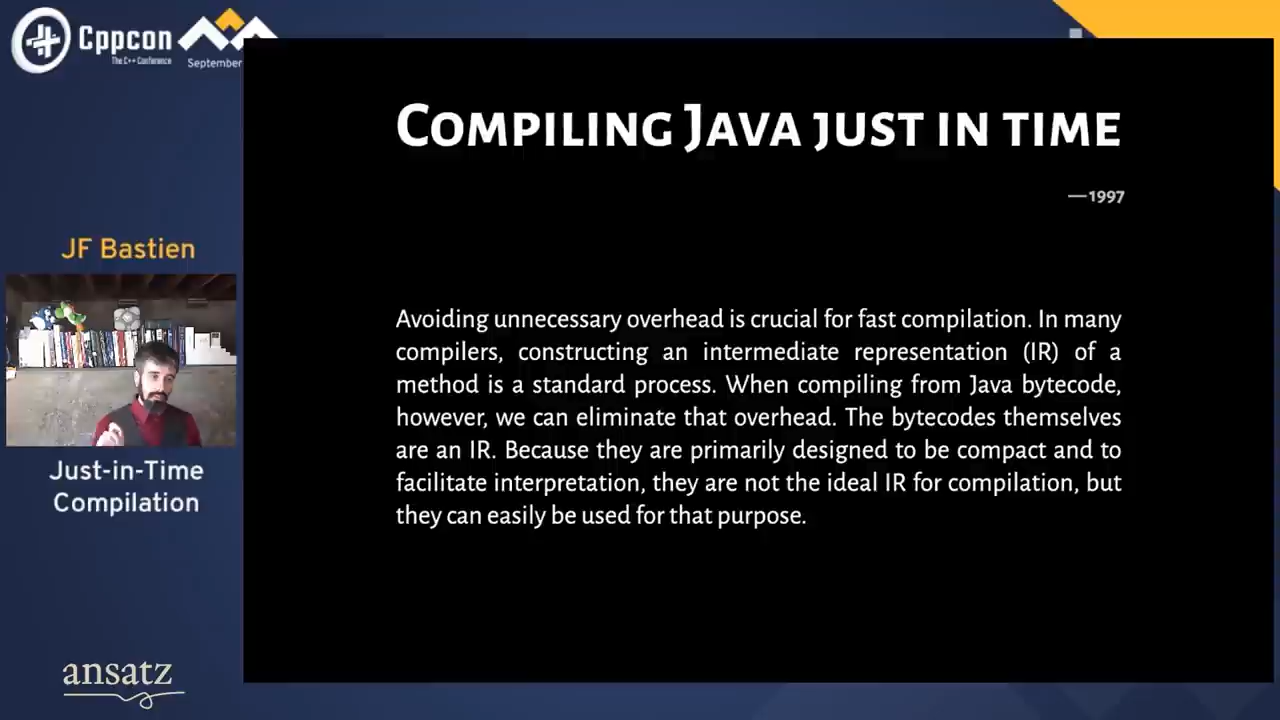 Cppcon
The C++ Conference
September
COMPILING JAVA JUST IN TIME
—1997
JF Bastien
Avoiding unnecessary overhead is crucial for fast compilation. In many
compilers, constructing an intermediate representation (IR) of a
method is a standard process. When compiling from Java bytecode,
however, we can eliminate that overhead. The bytecodes themselves
are an IR. Because they are primarily designed to be compact and to
facilitate interpretation, they are not the ideal IR for compilation, but
they can easily be used for that purpose.
Just-in-Time
Compilation
ansatz